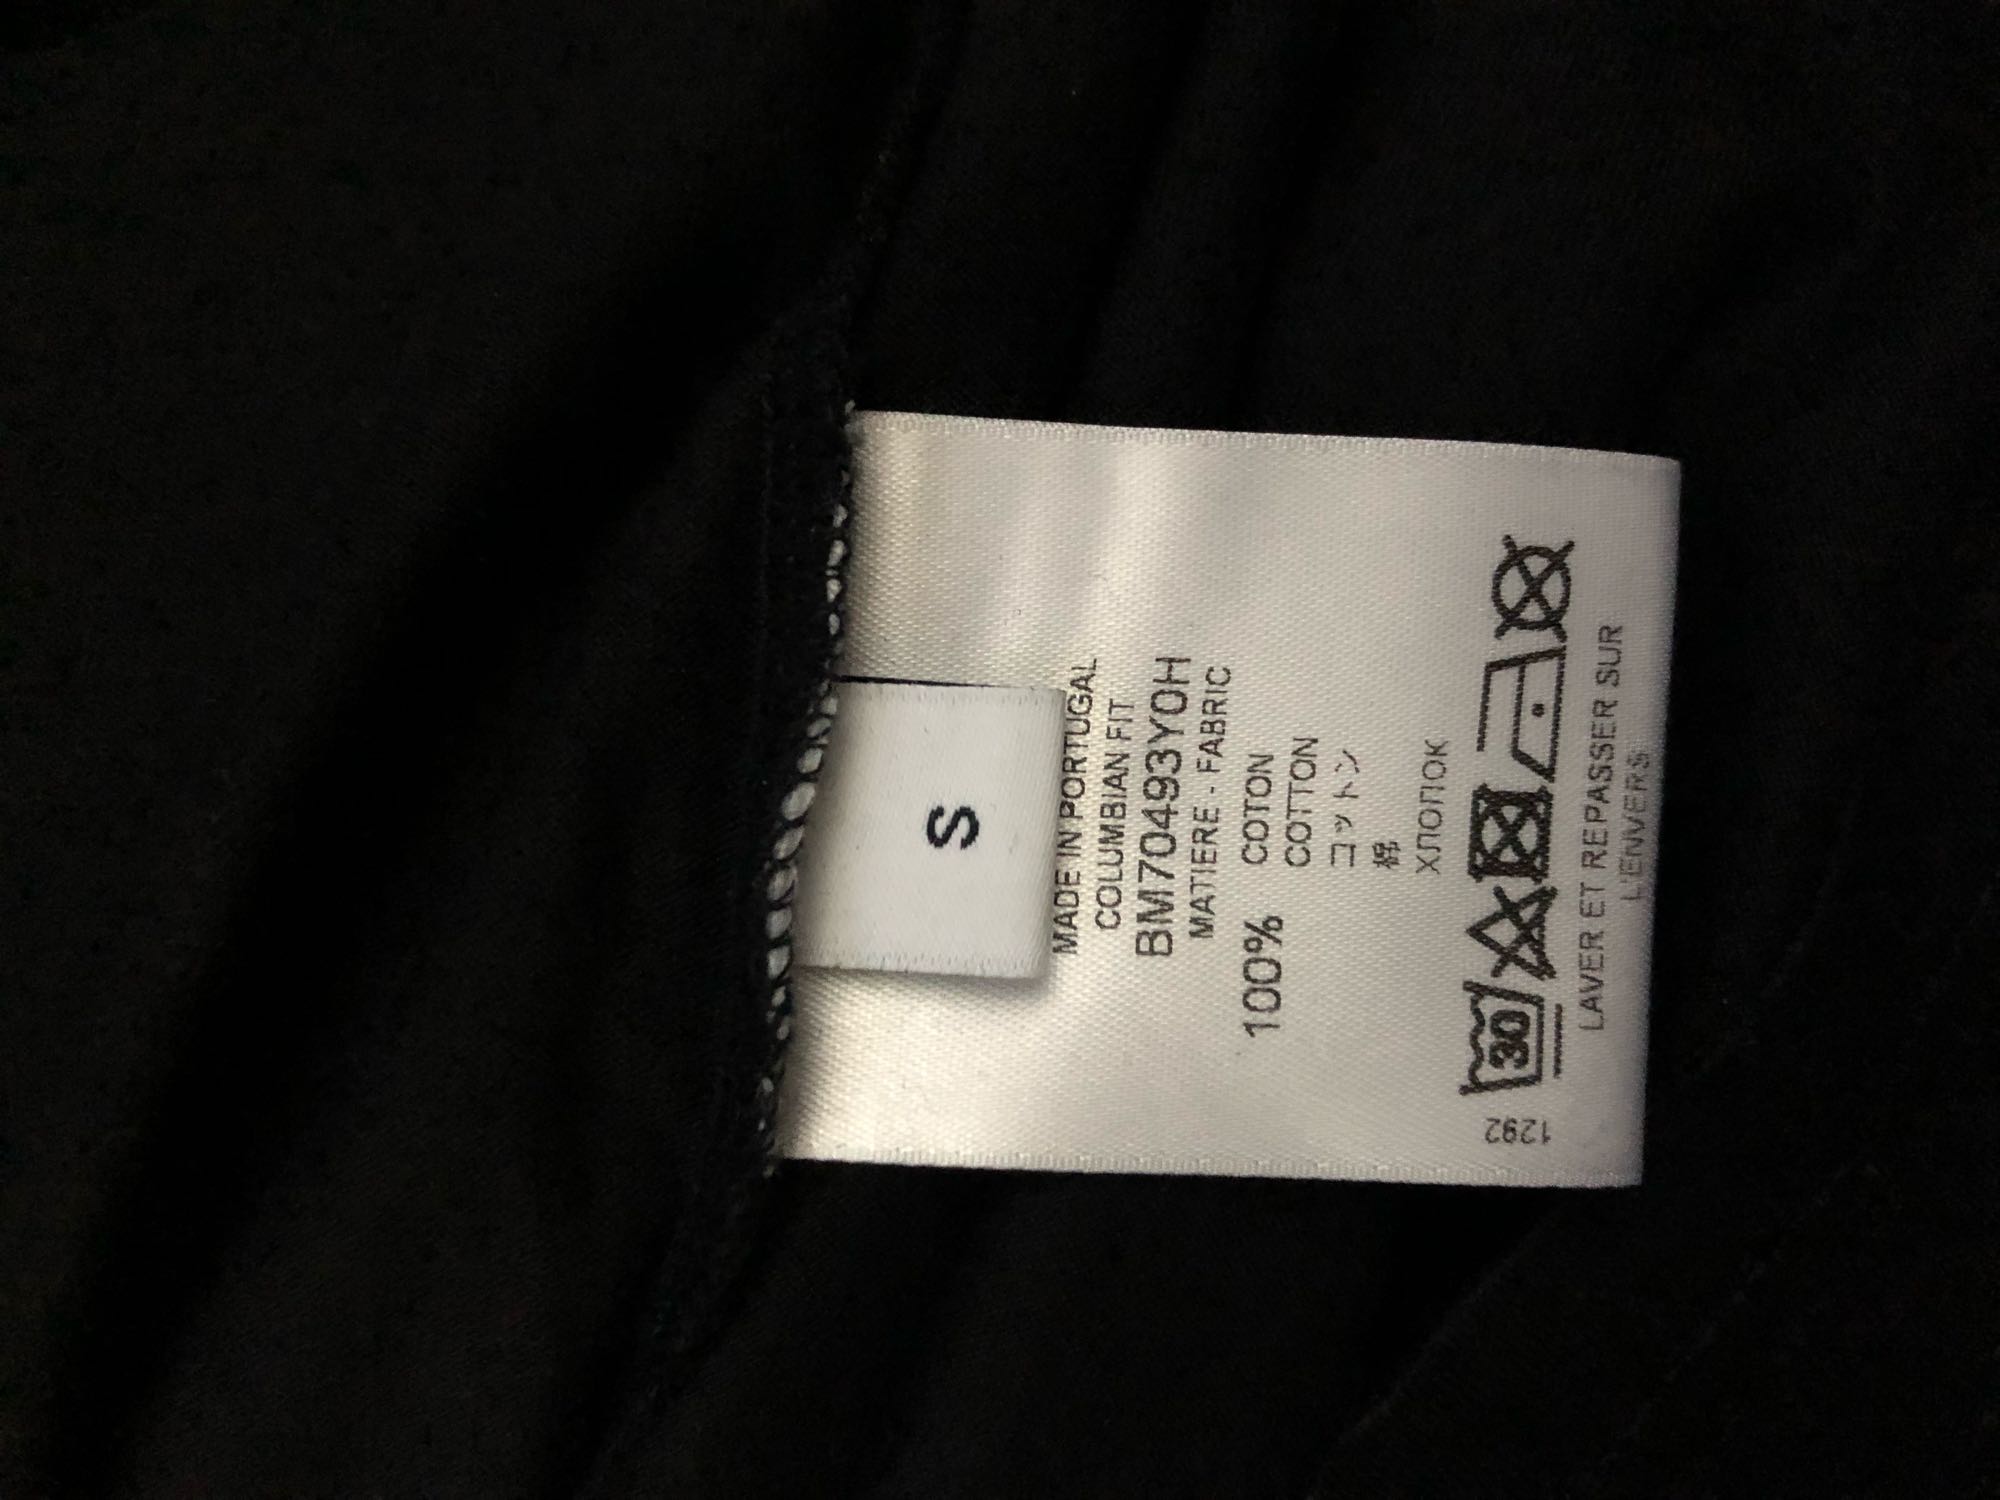 S
MADE IN PORTUGAL
COLUMBIAN FIT
BM70493Y0H
MATIERE - FABRIC
100% COTON
COTTON
コットン
棉
ХЛОПОК
30
1292
LAVER ET REPASSER SUR
L'ENVERS